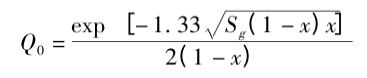 Q₀ = exp [-1.33√(S_g(1-x)x)] / 2(1-x)